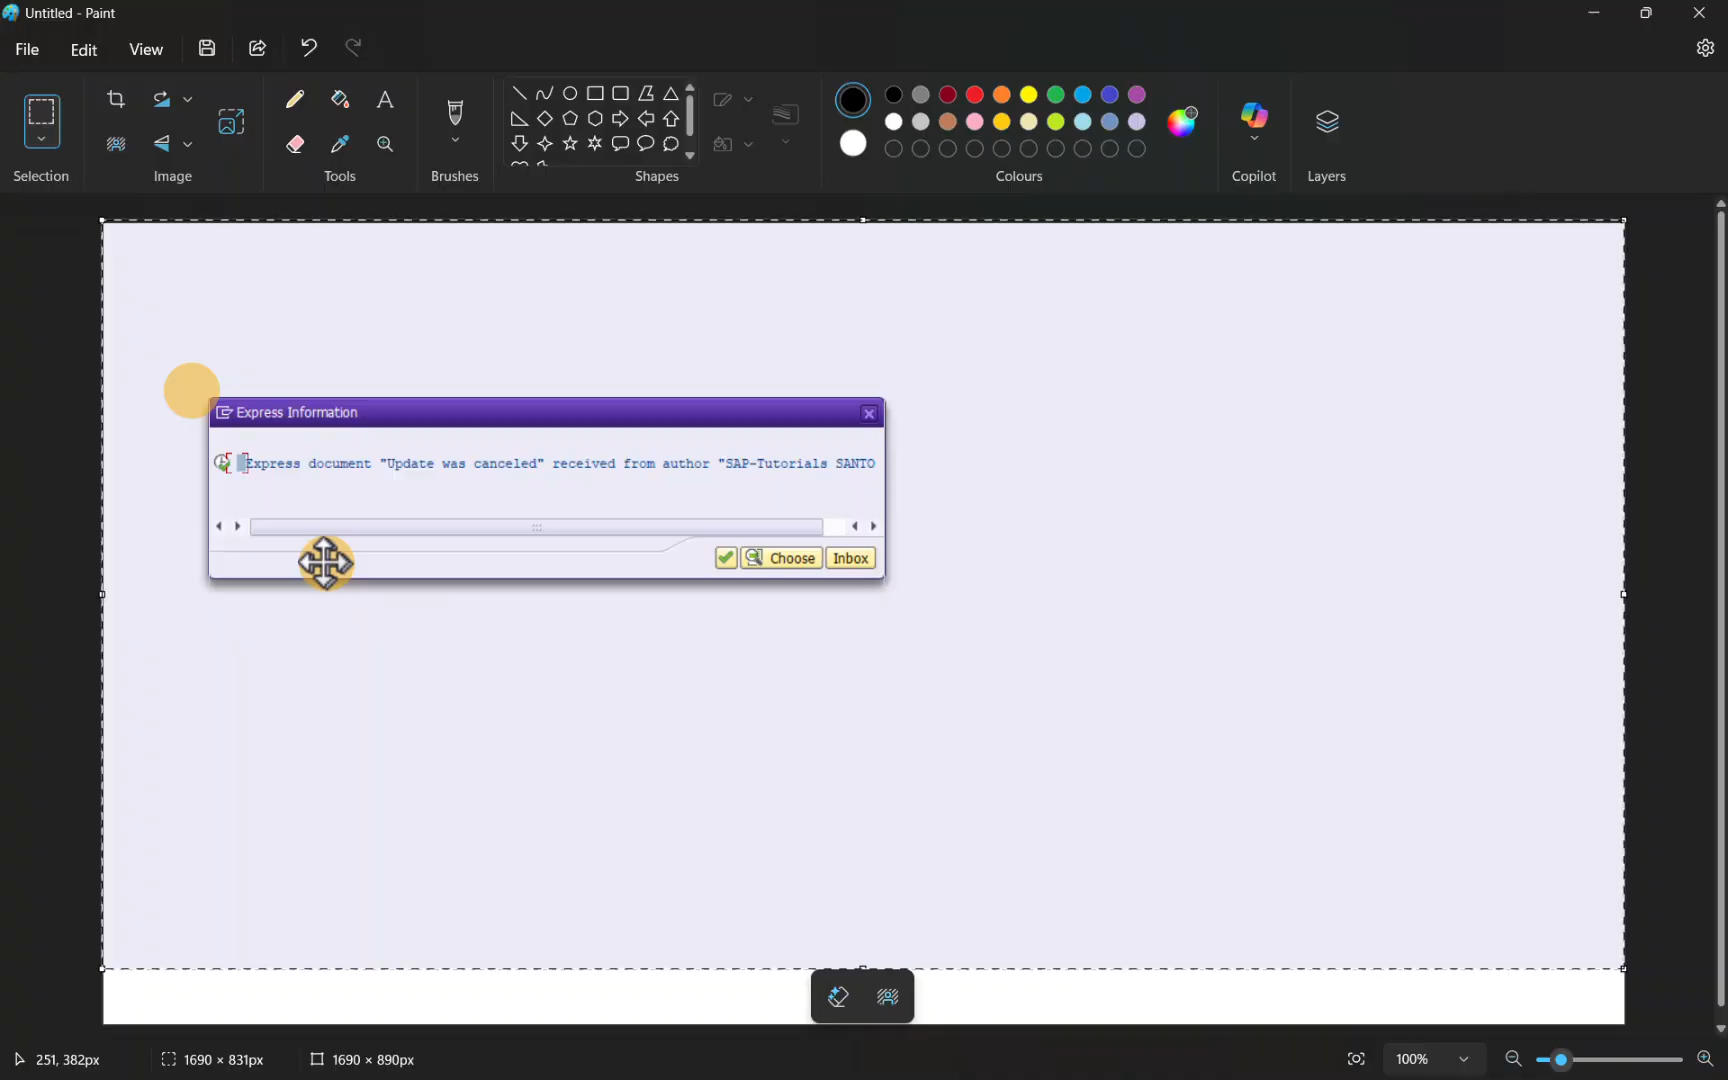 Untitled - Paint
File Edit View
Selection Image Tools Brushes Shapes Colours Copilot Layers
Express Information
Express document "Update was canceled" received from author "SAP-Tutorials SANTO
Choose Inbox
251, 382px 1690 × 831px 1690 × 890px 100%